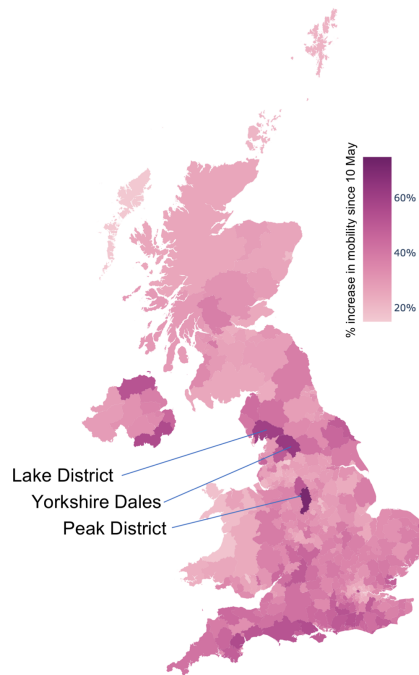 % increase in mobility since 10 May
60%
40%
20%
Lake District
Yorkshire Dales
Peak District